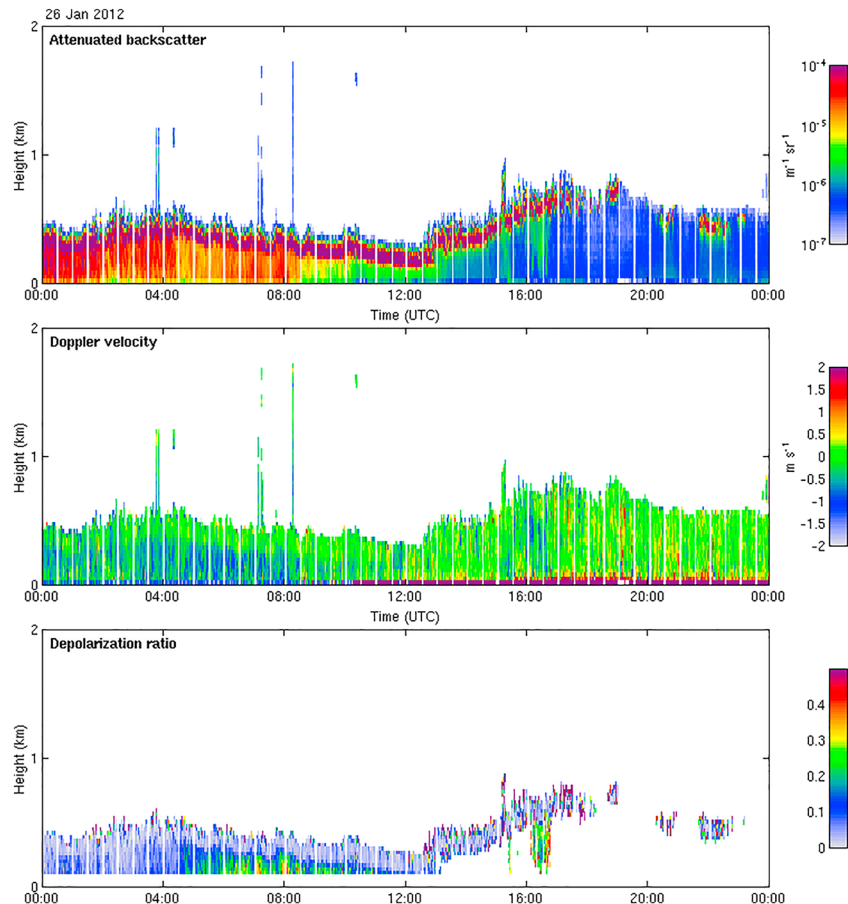 26 Jan 2012
2
Attenuated backscatter
1
0
Height (km)
00:00 04:00 08:00 12:00 16:00 20:00 00:00
Time (UTC)
10⁻⁴
10⁻⁵
10⁻⁶
10⁻⁷
m⁻¹ sr⁻¹
2
Doppler velocity
1
0
Height (km)
00:00 04:00 08:00 12:00 16:00 20:00 00:00
Time (UTC)
2
1.5
1
0.5
0
−0.5
−1
−1.5
−2
m s⁻¹
2
Depolarization ratio
1
0
Height (km)
00:00 04:00 08:00 12:00 16:00 20:00 00:00
0.4
0.3
0.2
0.1
0